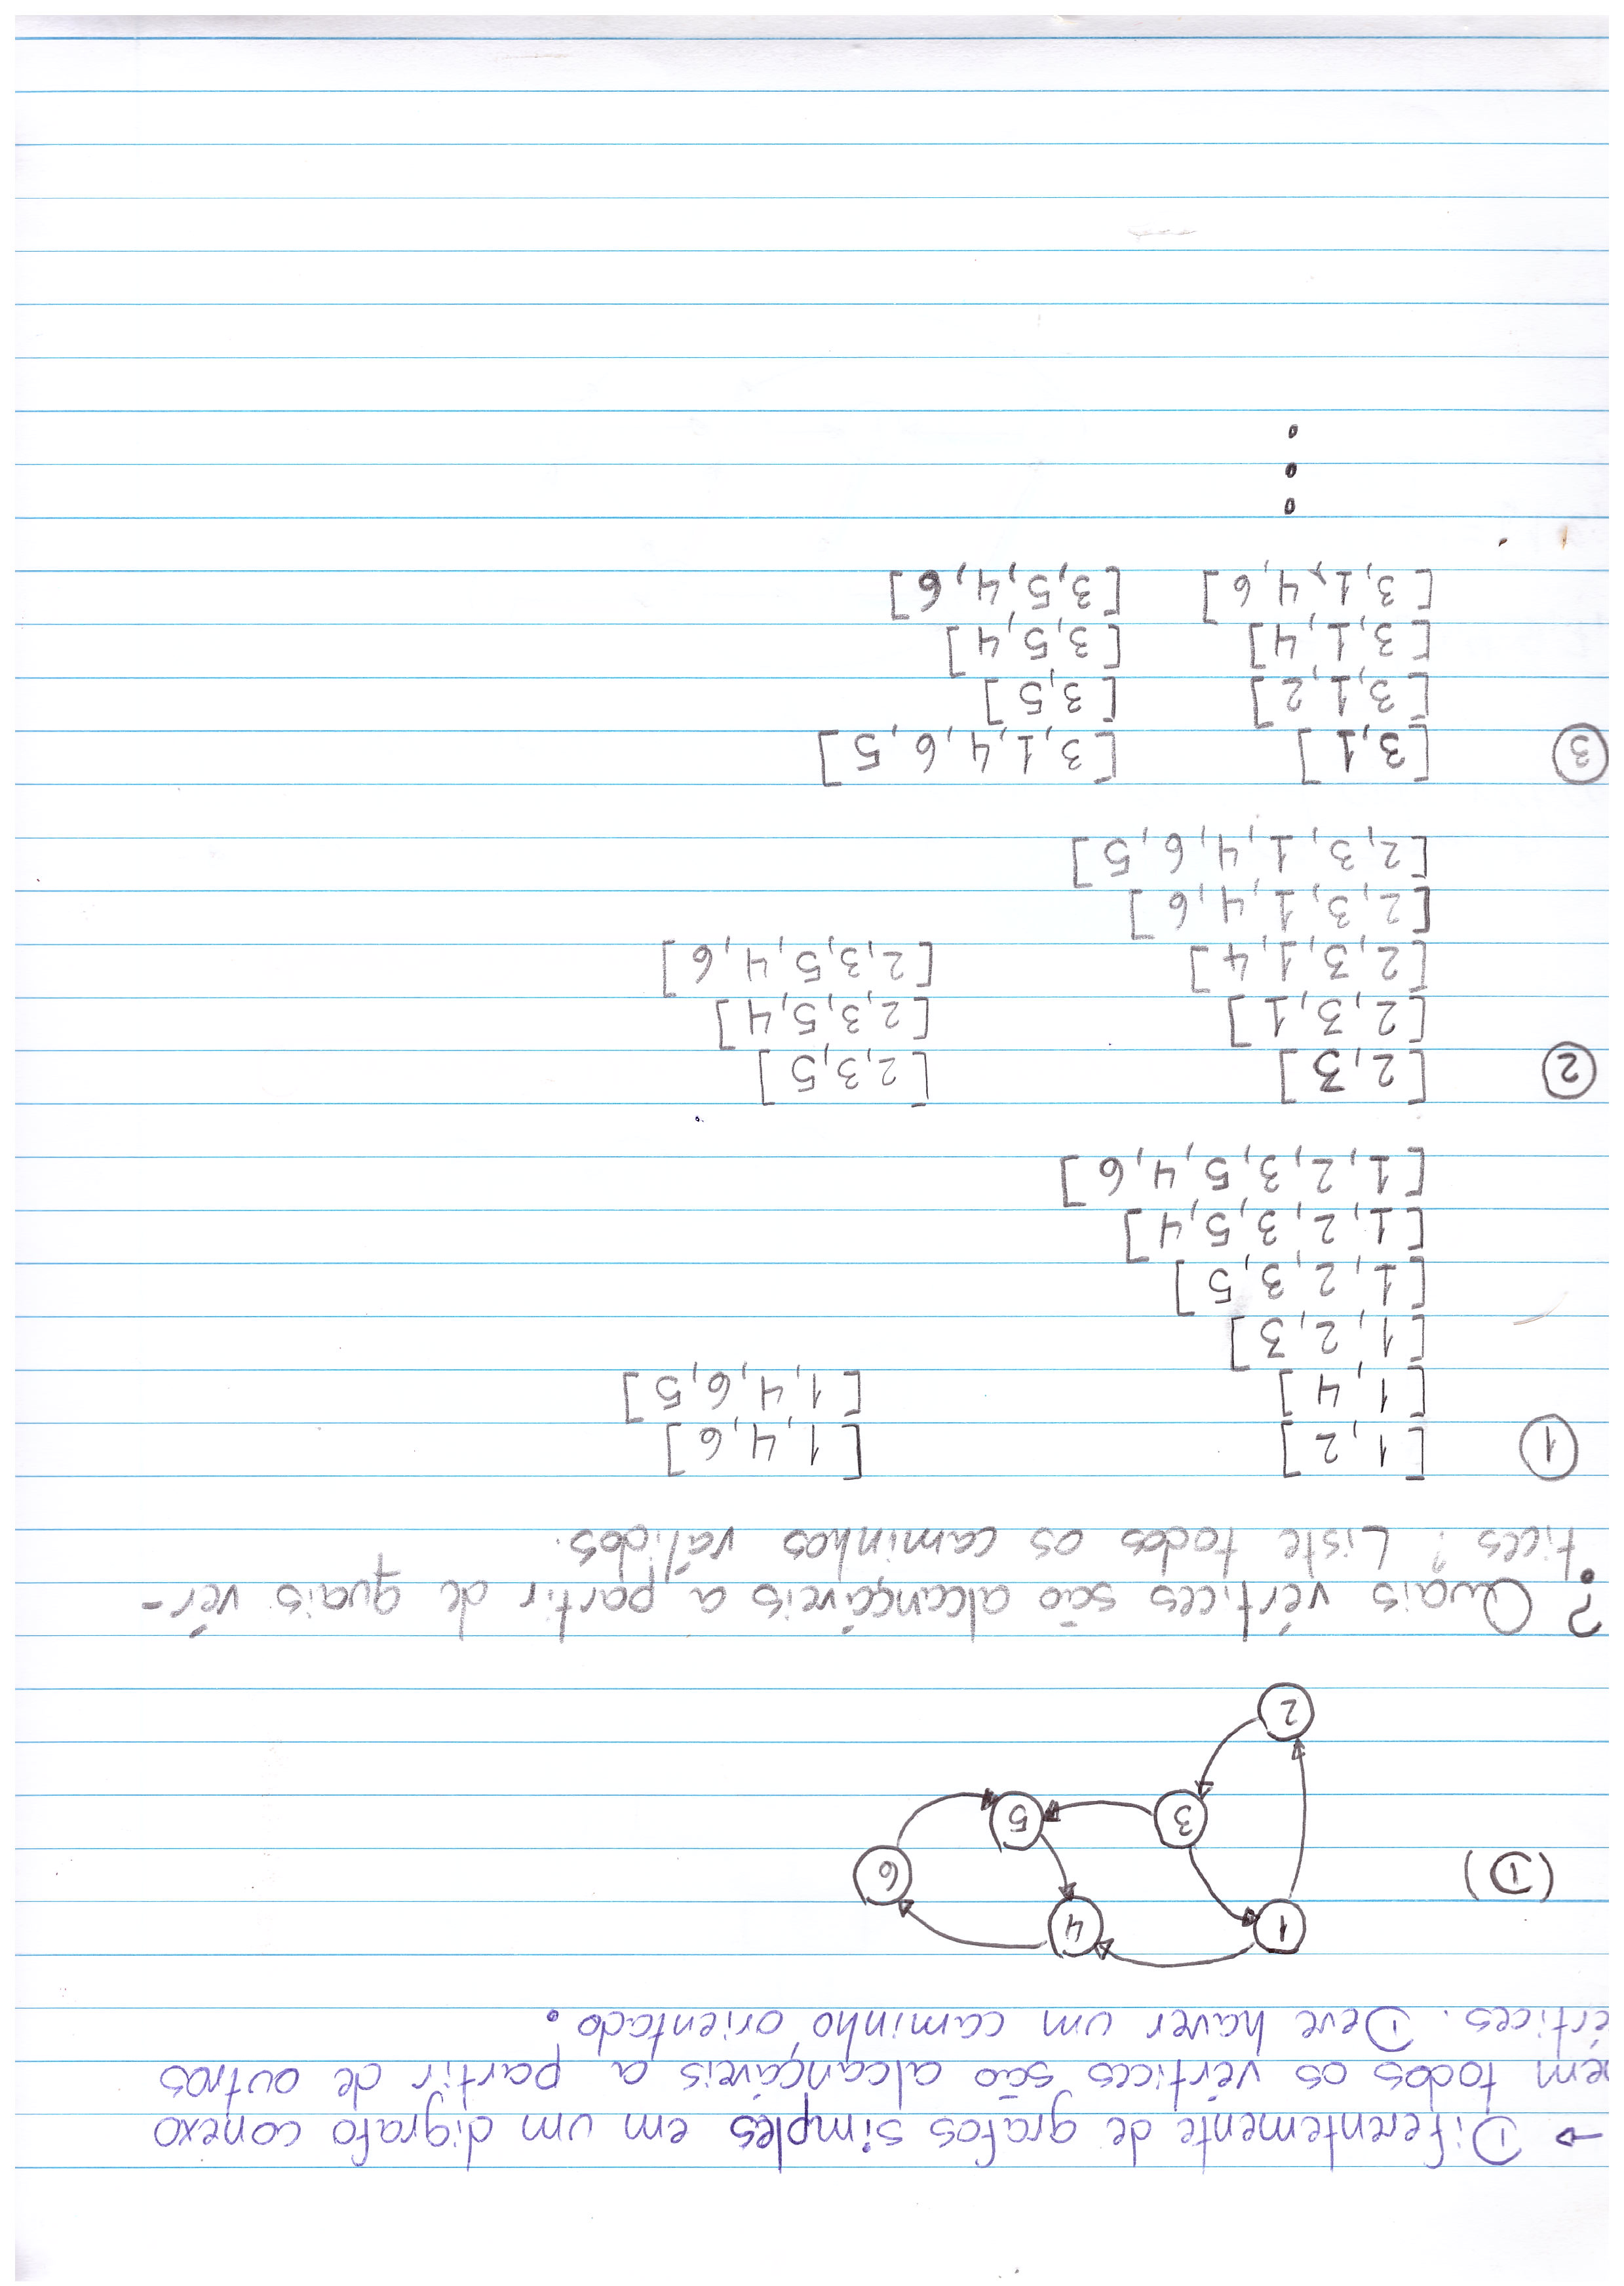 → Diferentemente de grafos simples em um digrafo conexo
em todos os vértices são alcançáveis a partir de outros
értices. Deve haver um caminho orientado.
1 4
(D) 6
3 5
2
? Quais vértices são alcançáveis a partir de quais vér-
tices? Liste todos os caminhos válidos.
1 [1,2] [1,4,6]
[1,4] [1,4,6,5]
[1,2,3]
[1,2,3,5]
[1,2,3,5,4]
[1,2,3,5,4,6]
2 [2,3] [2,3,5]
[2,3,1] [2,3,5,4]
[2,3,1,4] [2,3,5,4,6]
[2,3,1,4,6]
[2,3,1,4,6,5]
3 [3,1] [3,1,4,6,5]
[3,1,2] [3,5]
[3,1,4] [3,5,4]
[3,1,4,6] [3,5,4,6]